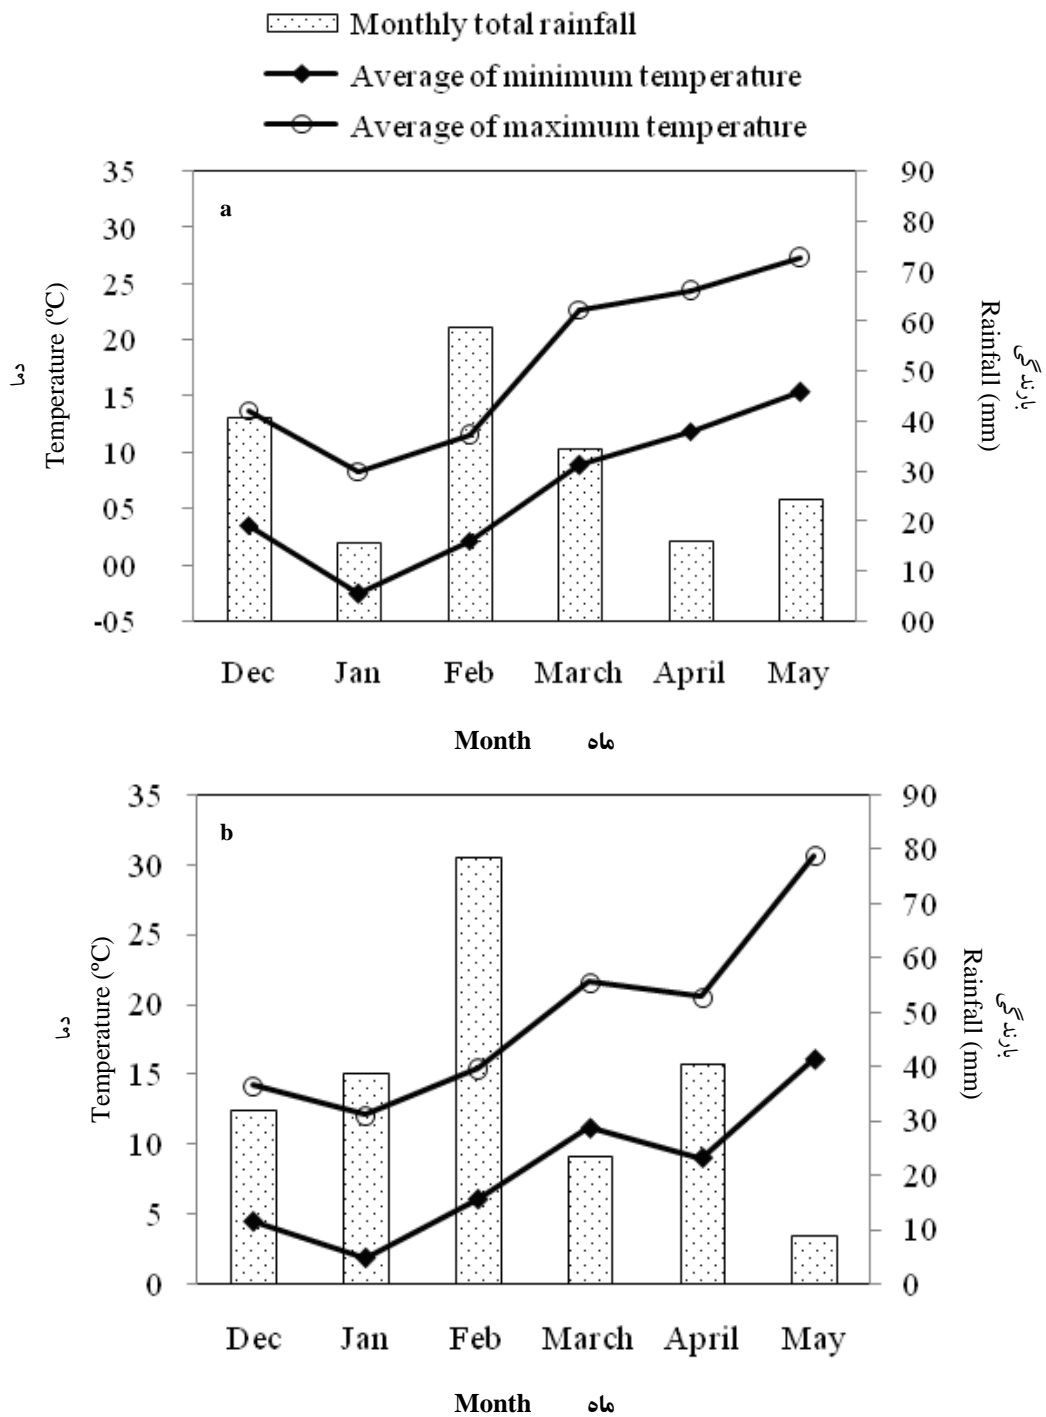 Monthly total rainfall
Average of minimum temperature
Average of maximum temperature
35
30
25
20
15
10
05
00
-05
دما
Temperature (ºC)
a
90
80
70
60
50
40
30
20
10
00
بارندگی
Rainfall (mm)
Dec Jan Feb March April May
Month ماه
35
30
25
20
15
10
5
0
دما
Temperature (ºC)
b
90
80
70
60
50
40
30
20
10
0
بارندگی
Rainfall (mm)
Dec Jan Feb March April May
Month ماه